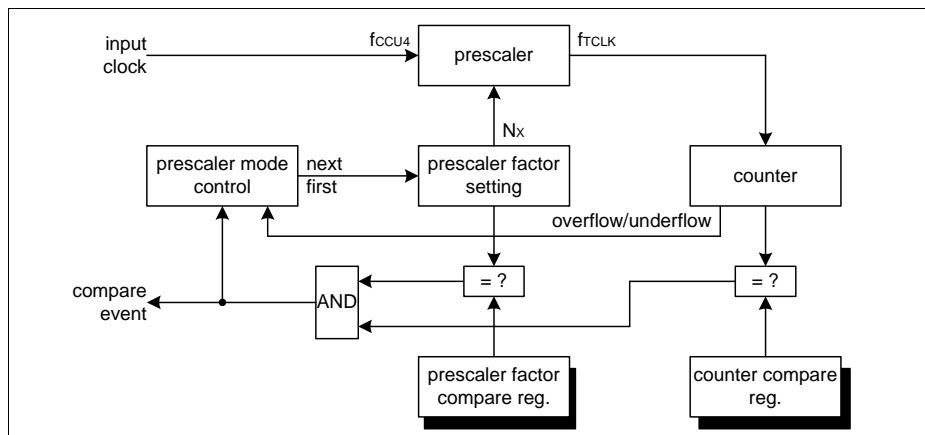 input
clock
fCCU4
prescaler
fTCLK
NX
prescaler mode
control
next
first
prescaler factor
setting
counter
overflow/underflow
compare
event
AND
= ?
= ?
prescaler factor
compare reg.
counter compare
reg.